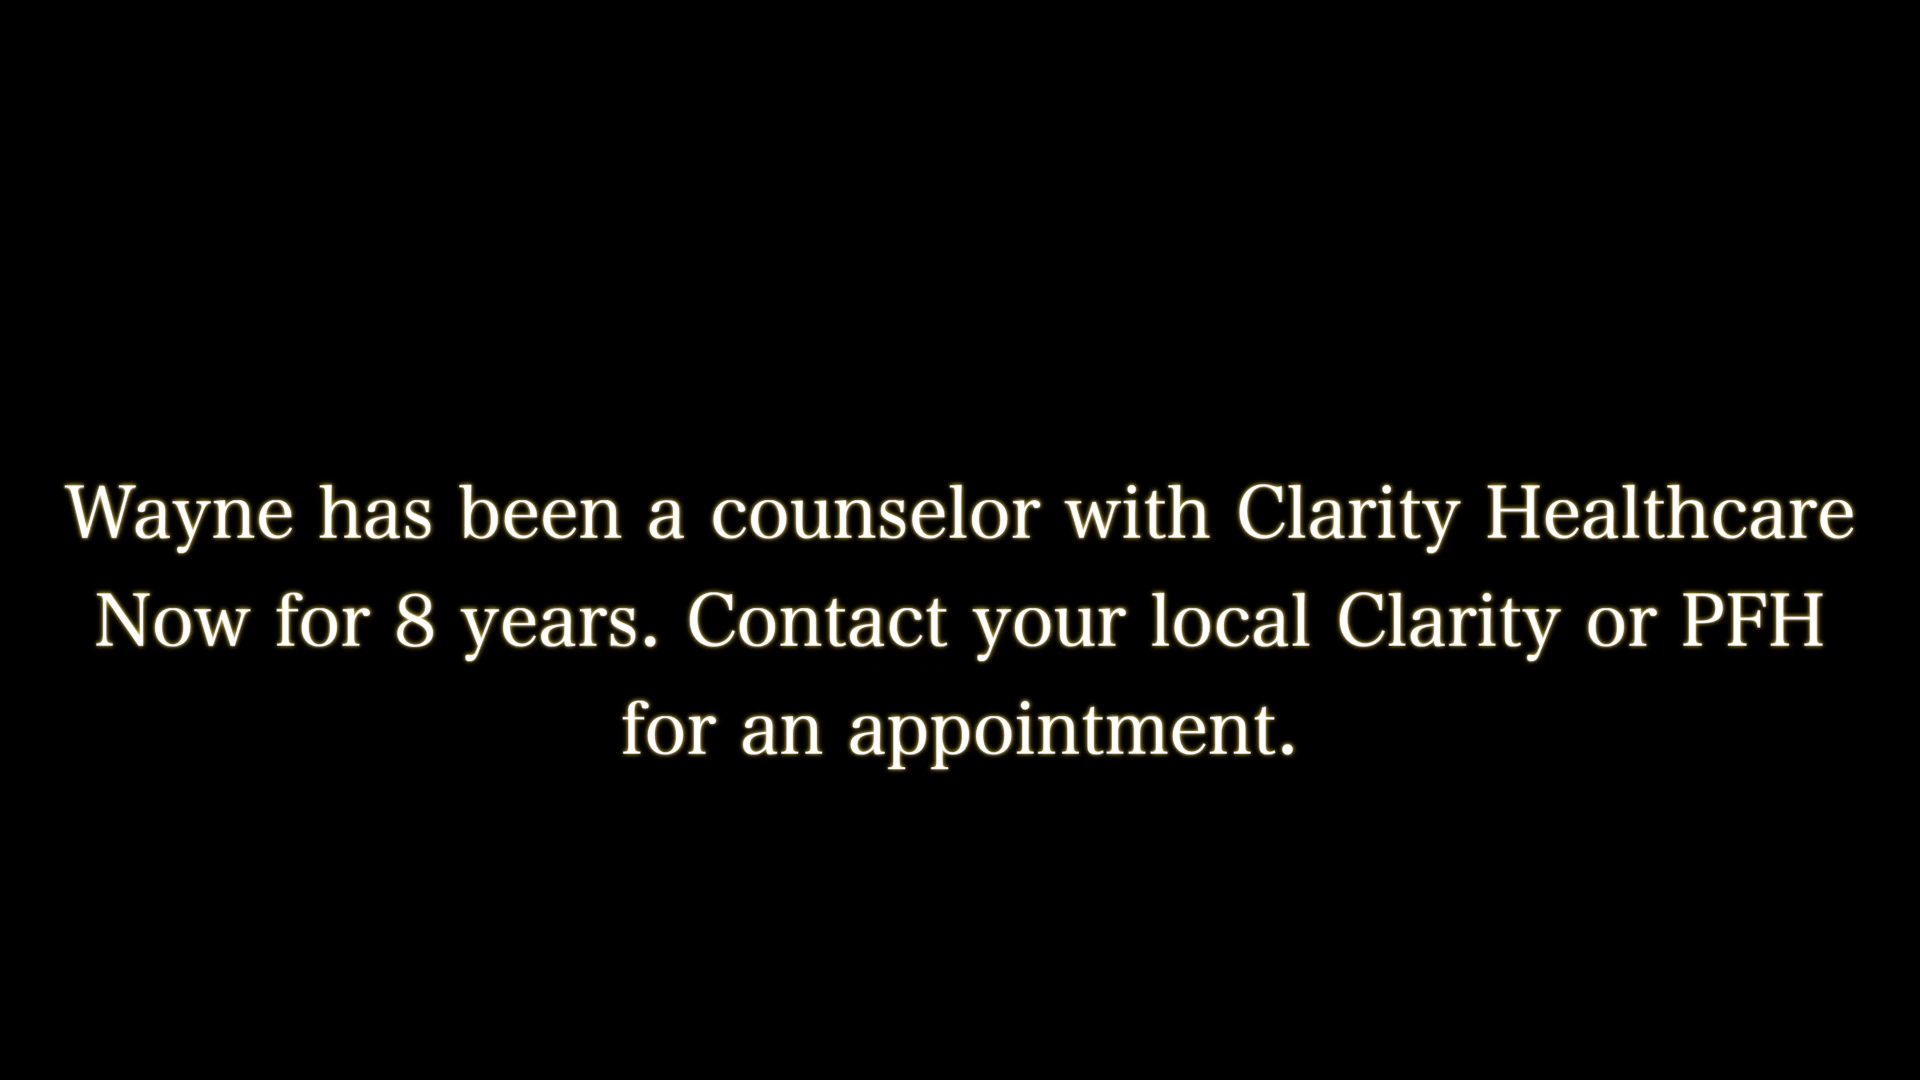 Wayne has been a counselor with Clarity Healthcare
Now for 8 years. Contact your local Clarity or PFH
for an appointment.